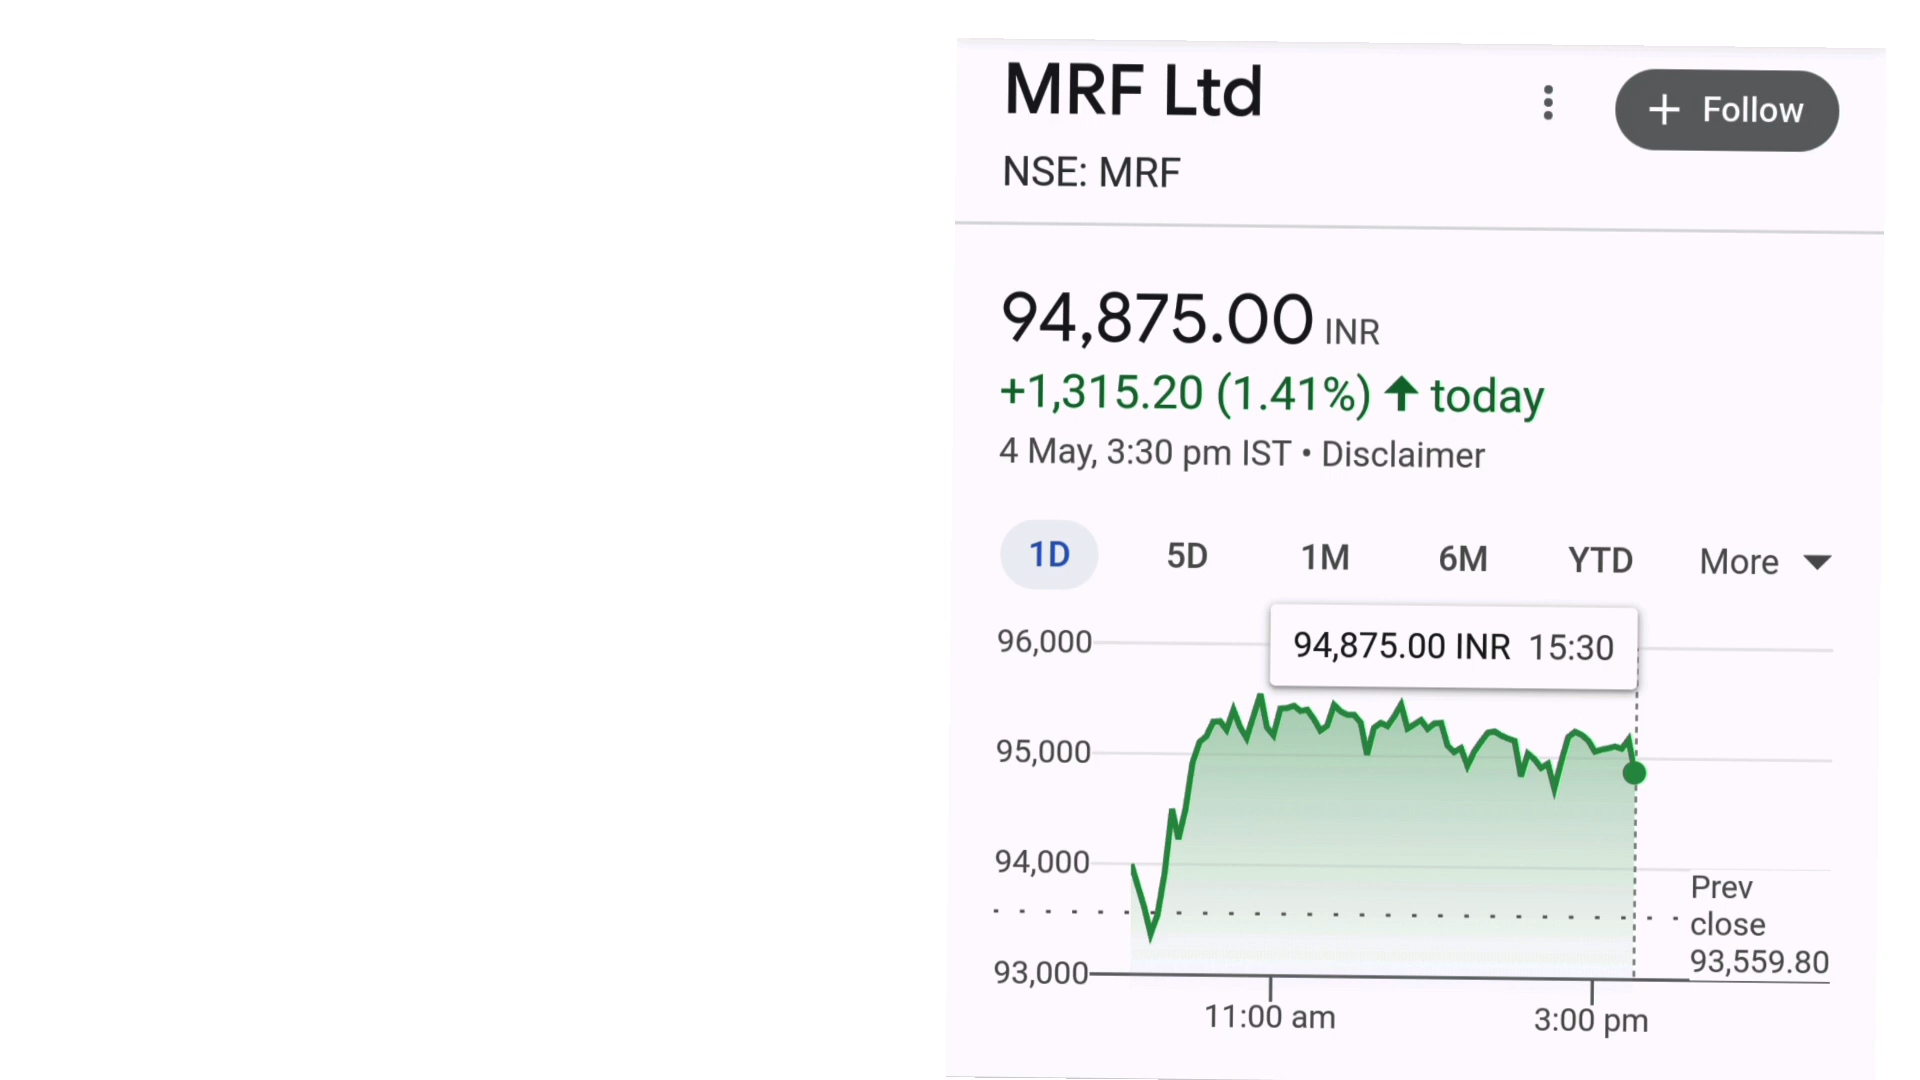 MRF Ltd
+ Follow
NSE: MRF
94,875.00 INR
+1,315.20 (1.41%) ↑ today
4 May, 3:30 pm IST • Disclaimer
1D 5D 1M 6M YTD More
94,875.00 INR 15:30
96,000
95,000
94,000
93,000
Prev
close
93,559.80
11:00 am 3:00 pm